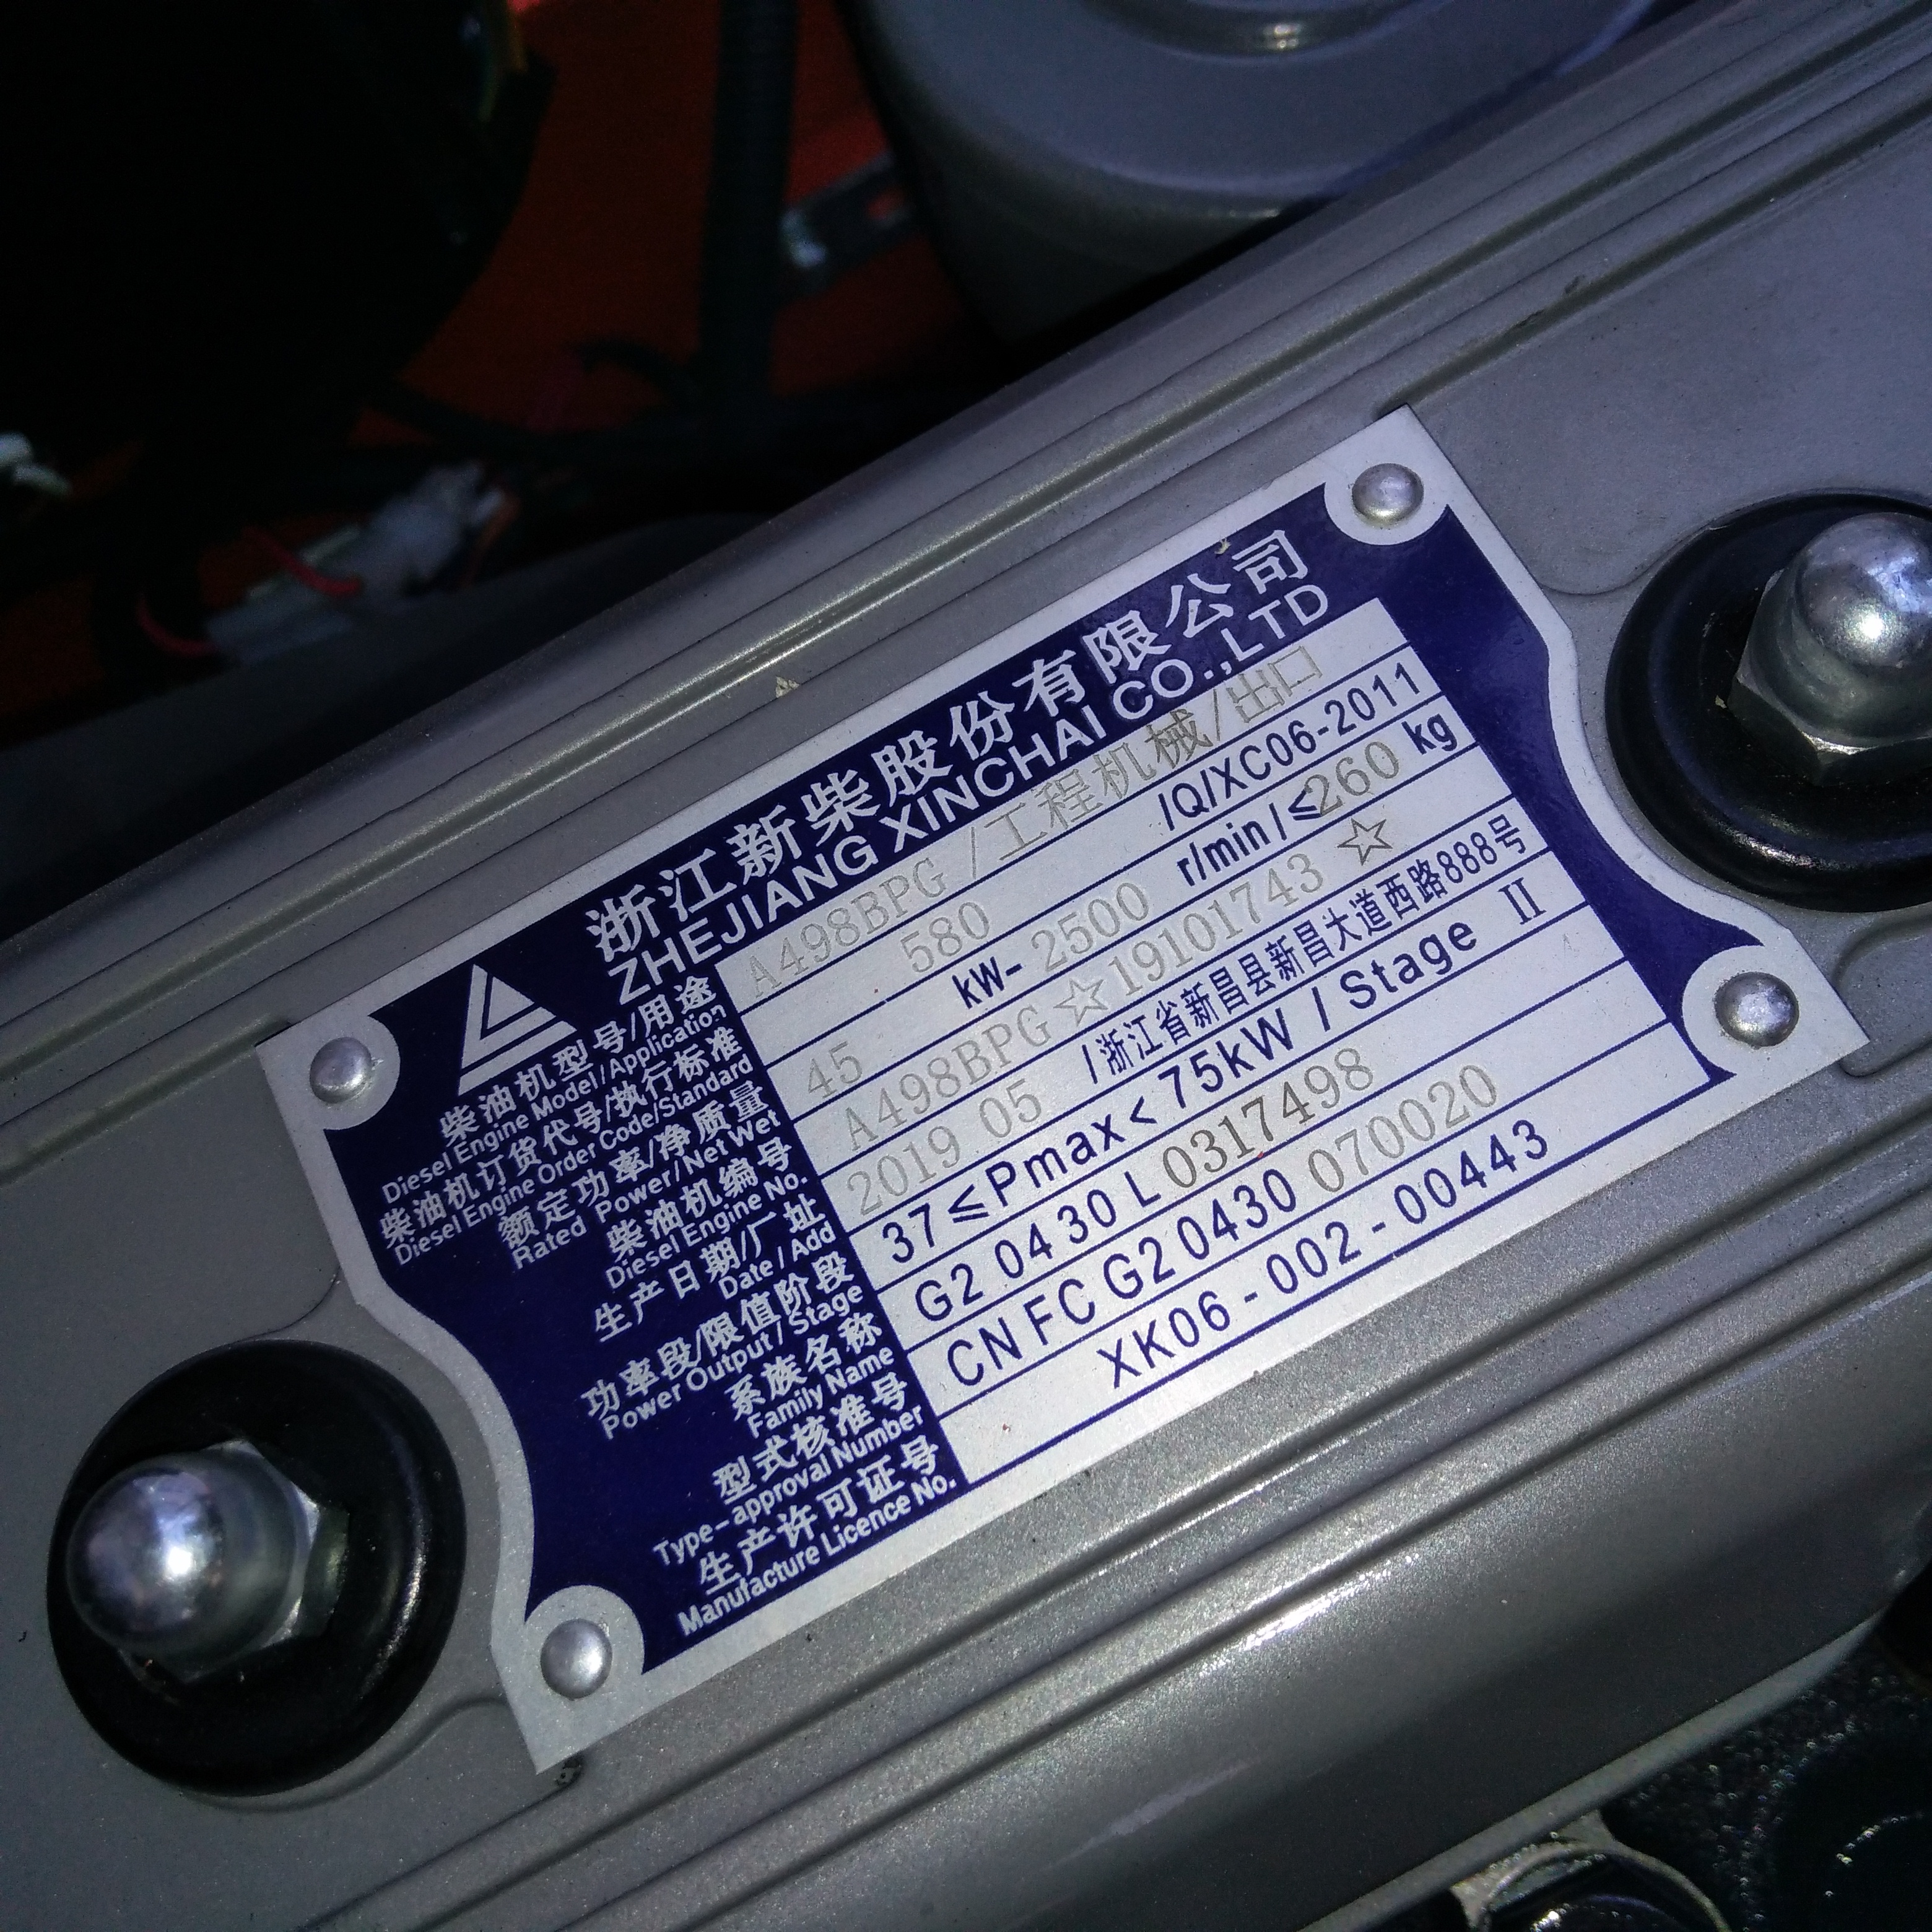 浙江新柴股份有限公司
ZHEJIANG XINCHAI CO.,LTD
柴油机型号/用途 A498BPG /工程机械/出口
Diesel Engine Model/Application
柴油机订货代号/执行标准 580 /Q/XC06-2011
Diesel Engine Order Code/Standard
额定功率/净质量 45 kW- 2500 r/min/≤260 kg
Rated Power/Net Wet
柴油机编号 A498BPG☆19101743 ☆
Diesel Engine No.
生产日期/厂址 2019 05 /浙江省新昌县新昌大道西路888号
Date/Add
功率段/限值阶段 37≤Pmax<75kW/Stage II
Power Output/Stage
系族名称 G2 0430 L 0317498
Family Name
型式核准号 CN FC G2 0430 070020
Type-approval Number
生产许可证号 XK06-002-00443
Manufacture Licence No.